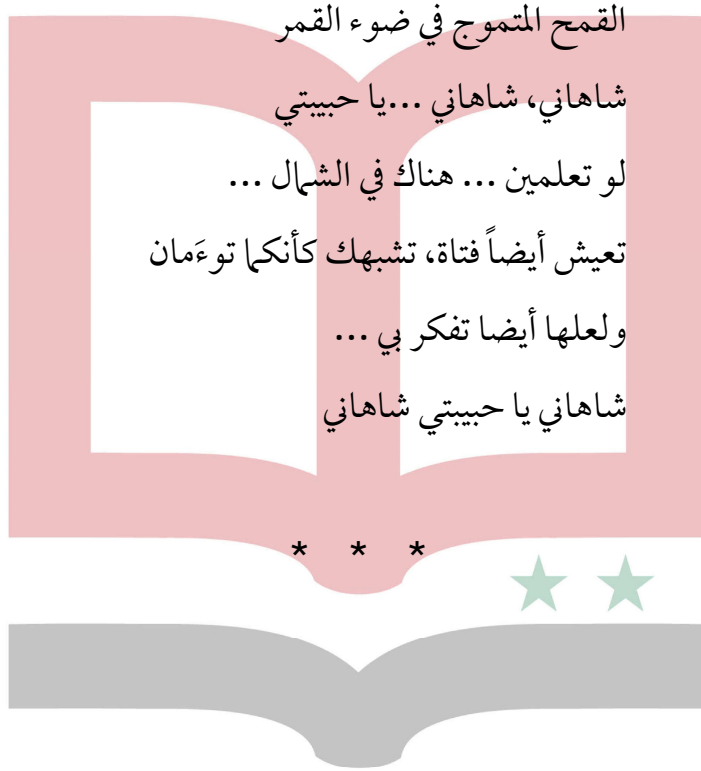 القمح المتموج في ضوء القمر
شاهاني، شاهاني ...يا حبيبتي
لو تعلمين ... هناك في الشمال ...
تعيش أيضاً فتاة، تشبهك كأنكما توءَمان
ولعلها أيضا تفكر بي ...
شاهاني يا حبيبتي شاهاني
* * *